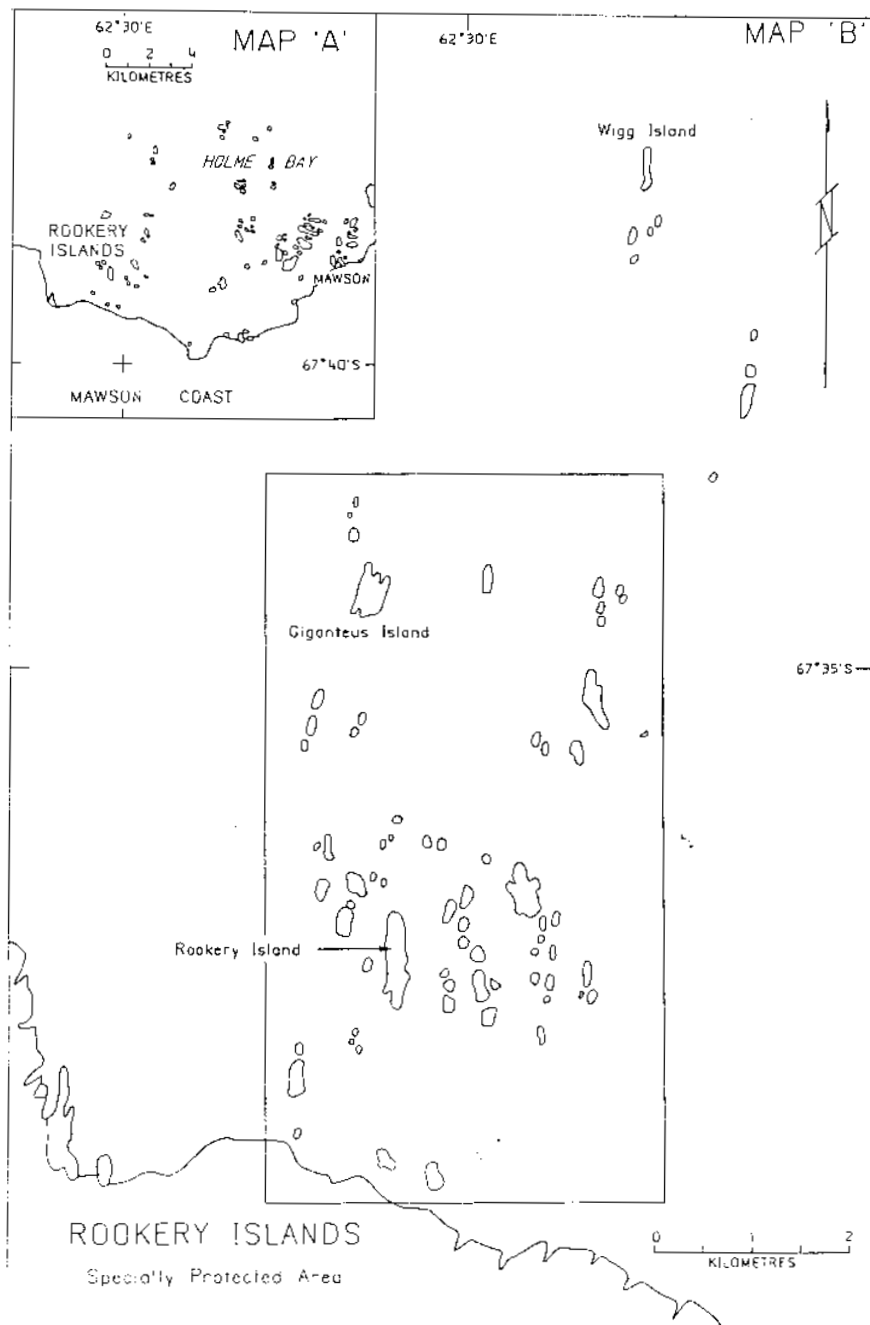 62°30'E
MAP 'A'
0 2 4
KILOMETRES
HOLME BAY
ROOKERY
ISLANDS
MAWSON
67°40'S
MAWSON COAST
62°30'E
MAP 'B'
Wigg Island
N
Giganteus Island
67°35'S
Rookery Island
ROOKERY ISLANDS
Specially Protected Area
0 2
KILOMETRES